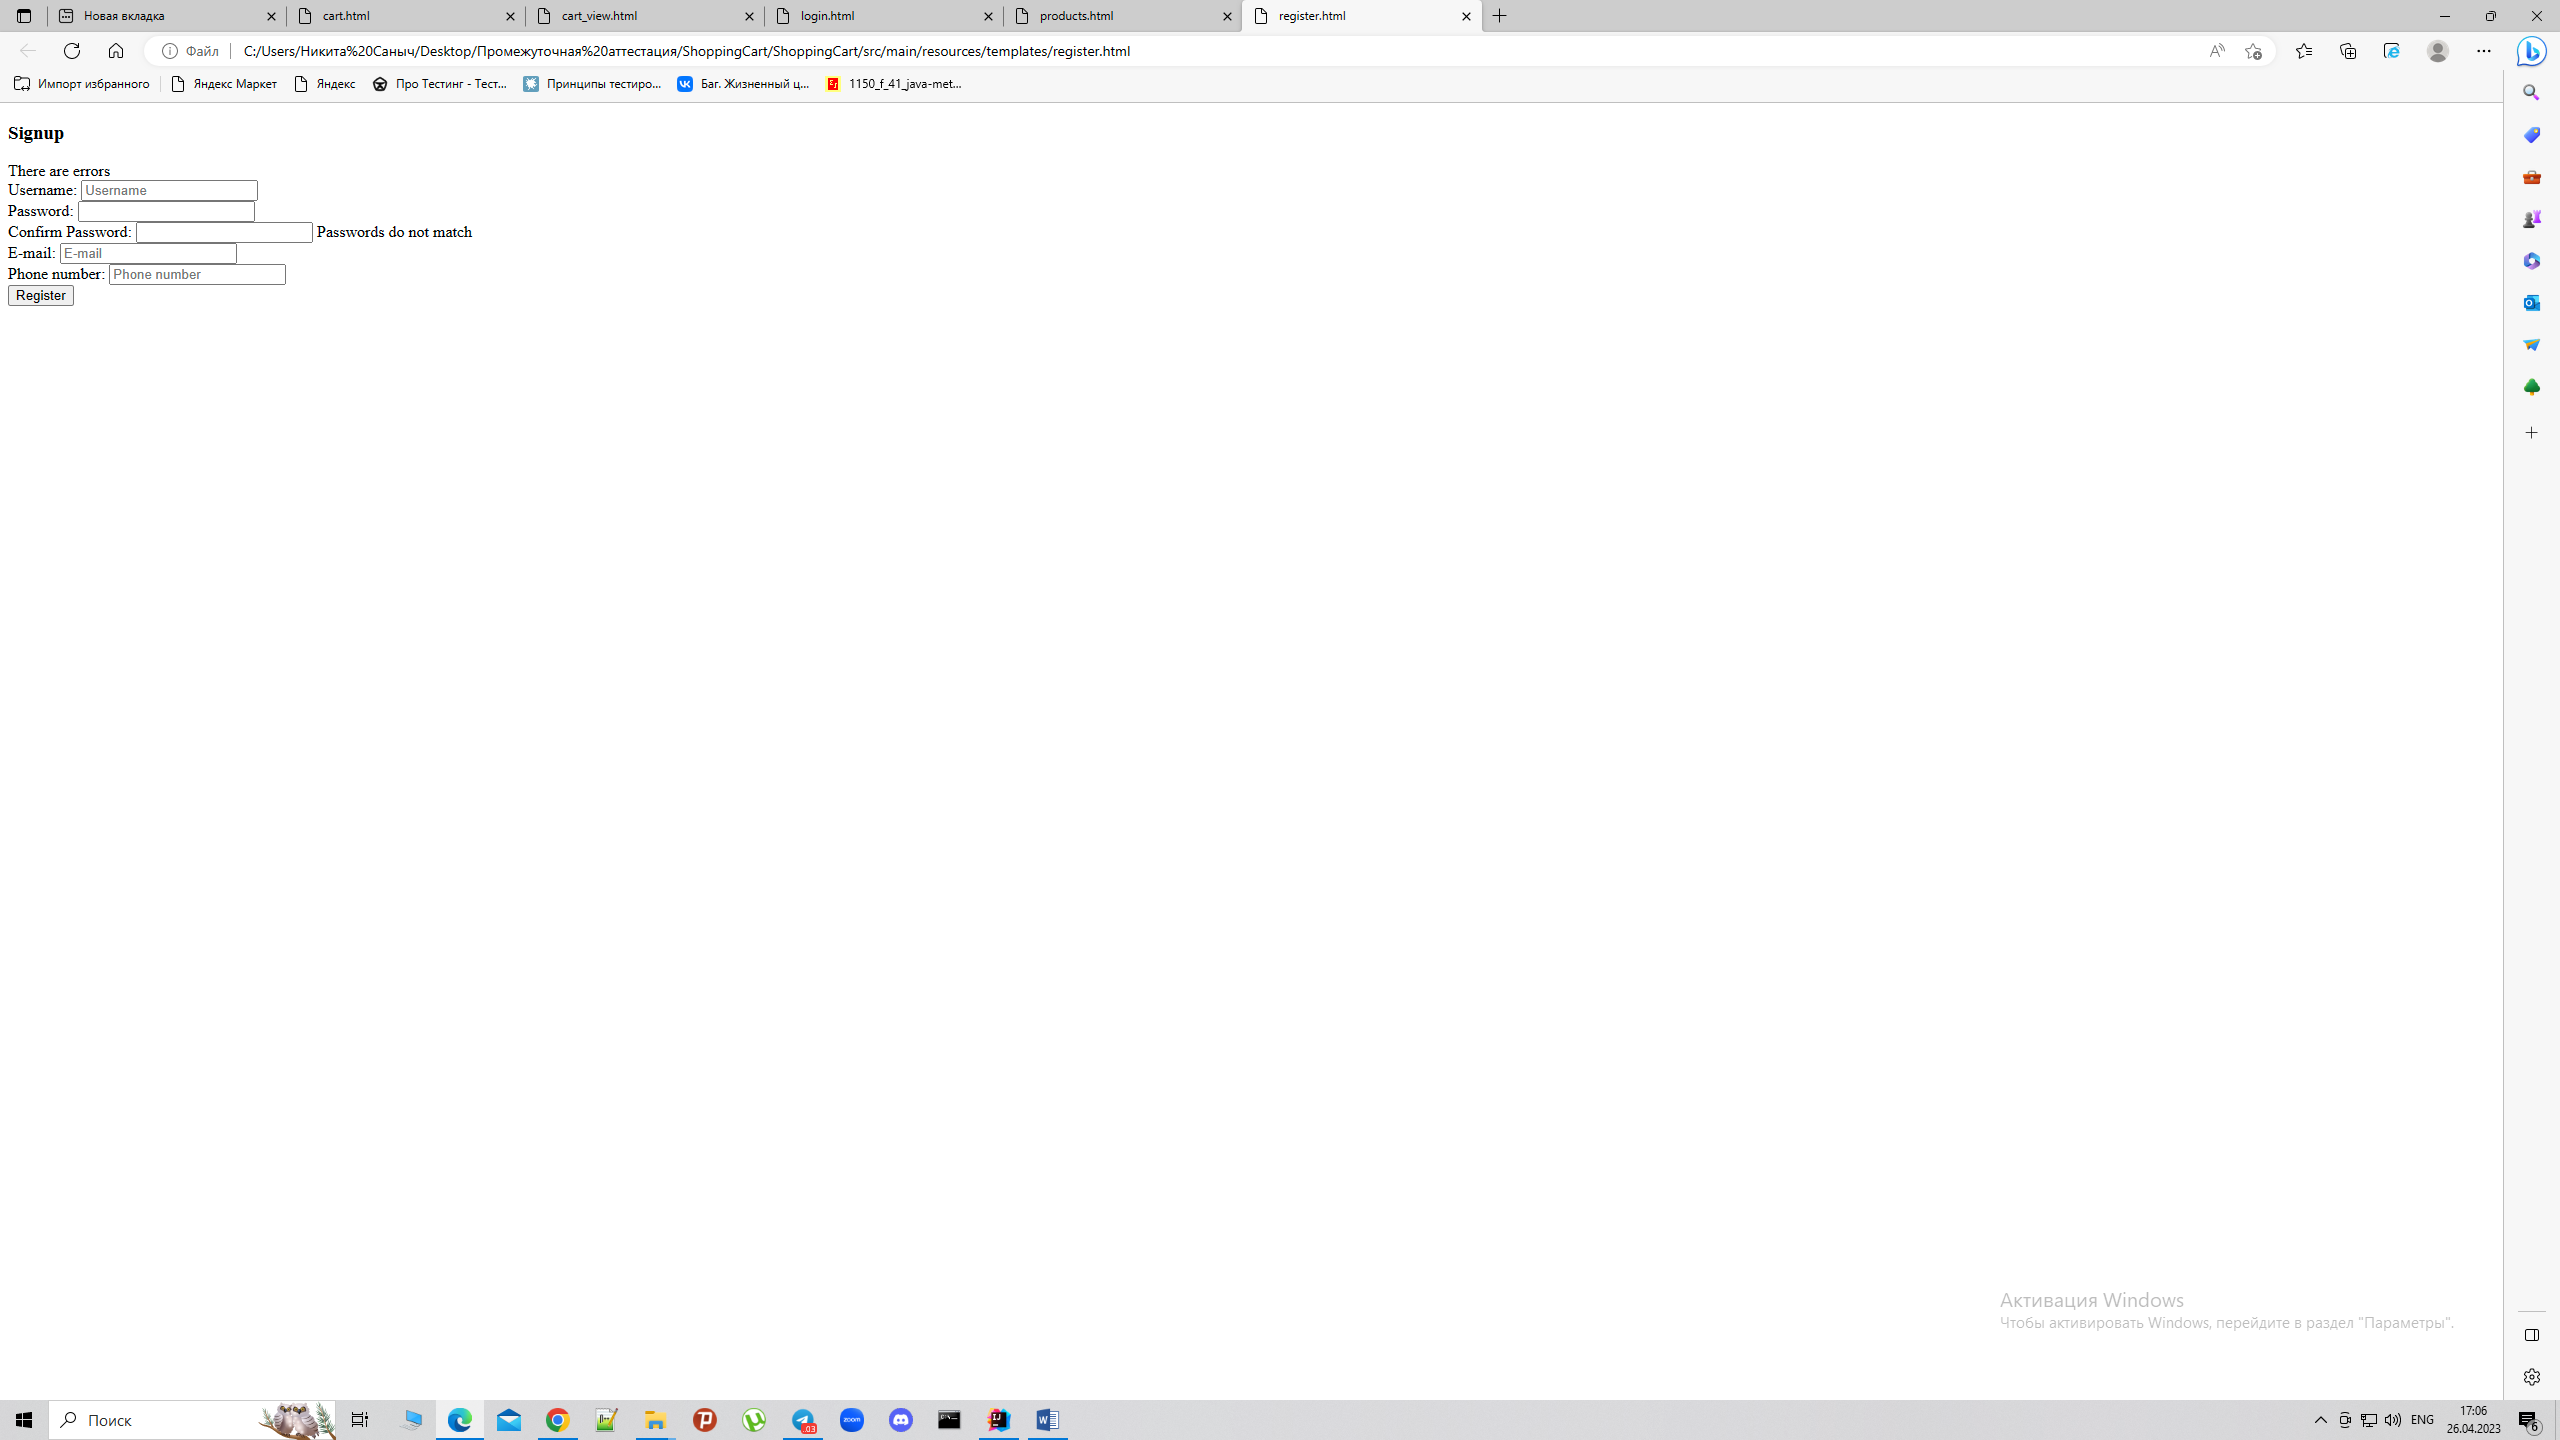 Новая вкладка
cart.html
cart_view.html
login.html
products.html
register.html
Файл
C:/Users/Никита%20Саныч/Desktop/Промежуточная%20аттестация/ShoppingCart/ShoppingCart/src/main/resources/templates/register.html
Импорт избранного
Яндекс Маркет
Яндекс
Про Тестинг - Тест...
Принципы тестиро...
Баг. Жизненный ц...
1150_f_41_java-met...
Signup
There are errors
Username: Username
Password:
Confirm Password: Passwords do not match
E-mail: E-mail
Phone number: Phone number
Register
Активация Windows
Чтобы активировать Windows, перейдите в раздел "Параметры".
Поиск
.03
zoom
ENG
17:06
26.04.2023
6